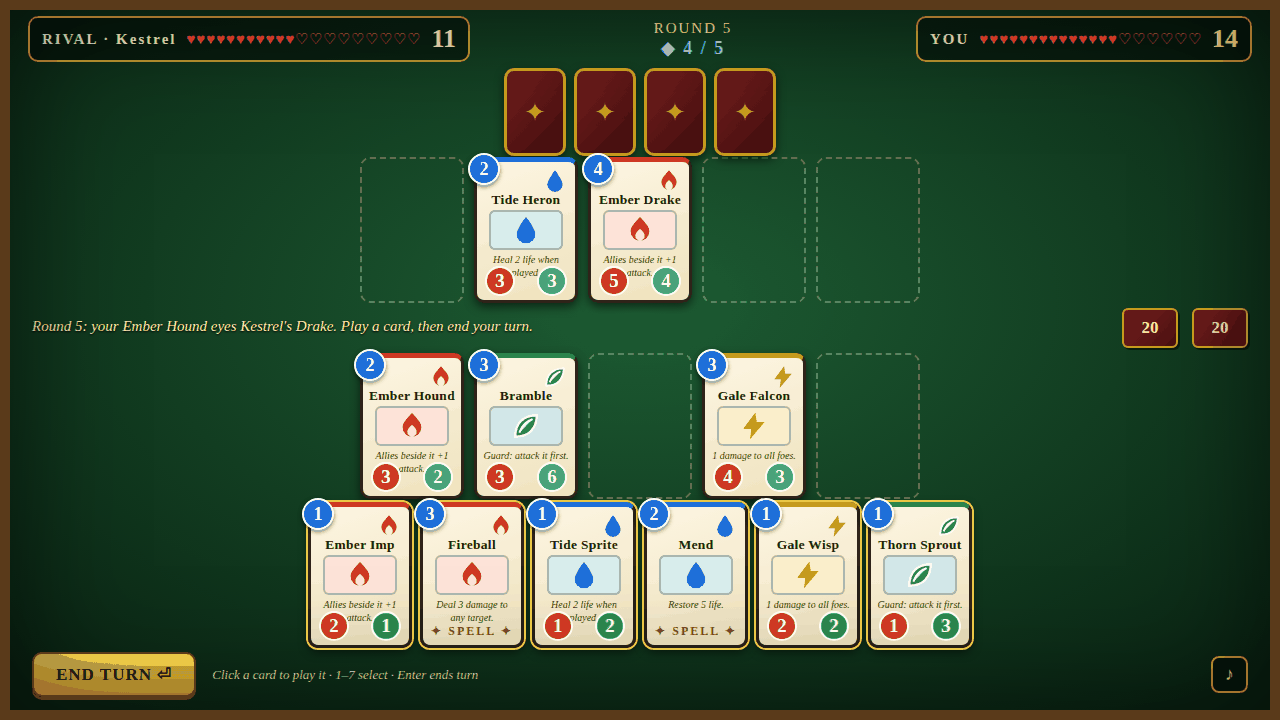 RIVAL · Kestrel ♥♥♥♥♥♥♥♥♥♥♥♡♡♡♡♡♡♡♡♡ 11
ROUND 5
◆ 4 / 5
YOU ♥♥♥♥♥♥♥♥♥♥♥♥♥♥♡♡♡♡♡♡ 14
2
Tide Heron
Heal 2 life when
played.
3 3
4
Ember Drake
Allies beside it +1
attack.
5 4
Round 5: your Ember Hound eyes Kestrel's Drake. Play a card, then end your turn.
20 20
2
Ember Hound
Allies beside it +1
attack.
3 2
3
Bramble
Guard: attack it first.
3 6
3
Gale Falcon
1 damage to all foes.
4 3
1
Ember Imp
Allies beside it +1
attack.
2 1
3
Fireball
Deal 3 damage to
any target.
✦ SPELL ✦
1
Tide Sprite
Heal 2 life when
played.
1 2
2
Mend
Restore 5 life.
✦ SPELL ✦
1
Gale Wisp
1 damage to all foes.
2 2
1
Thorn Sprout
Guard: attack it first.
1 3
END TURN ⏎
Click a card to play it · 1–7 select · Enter ends turn
♪